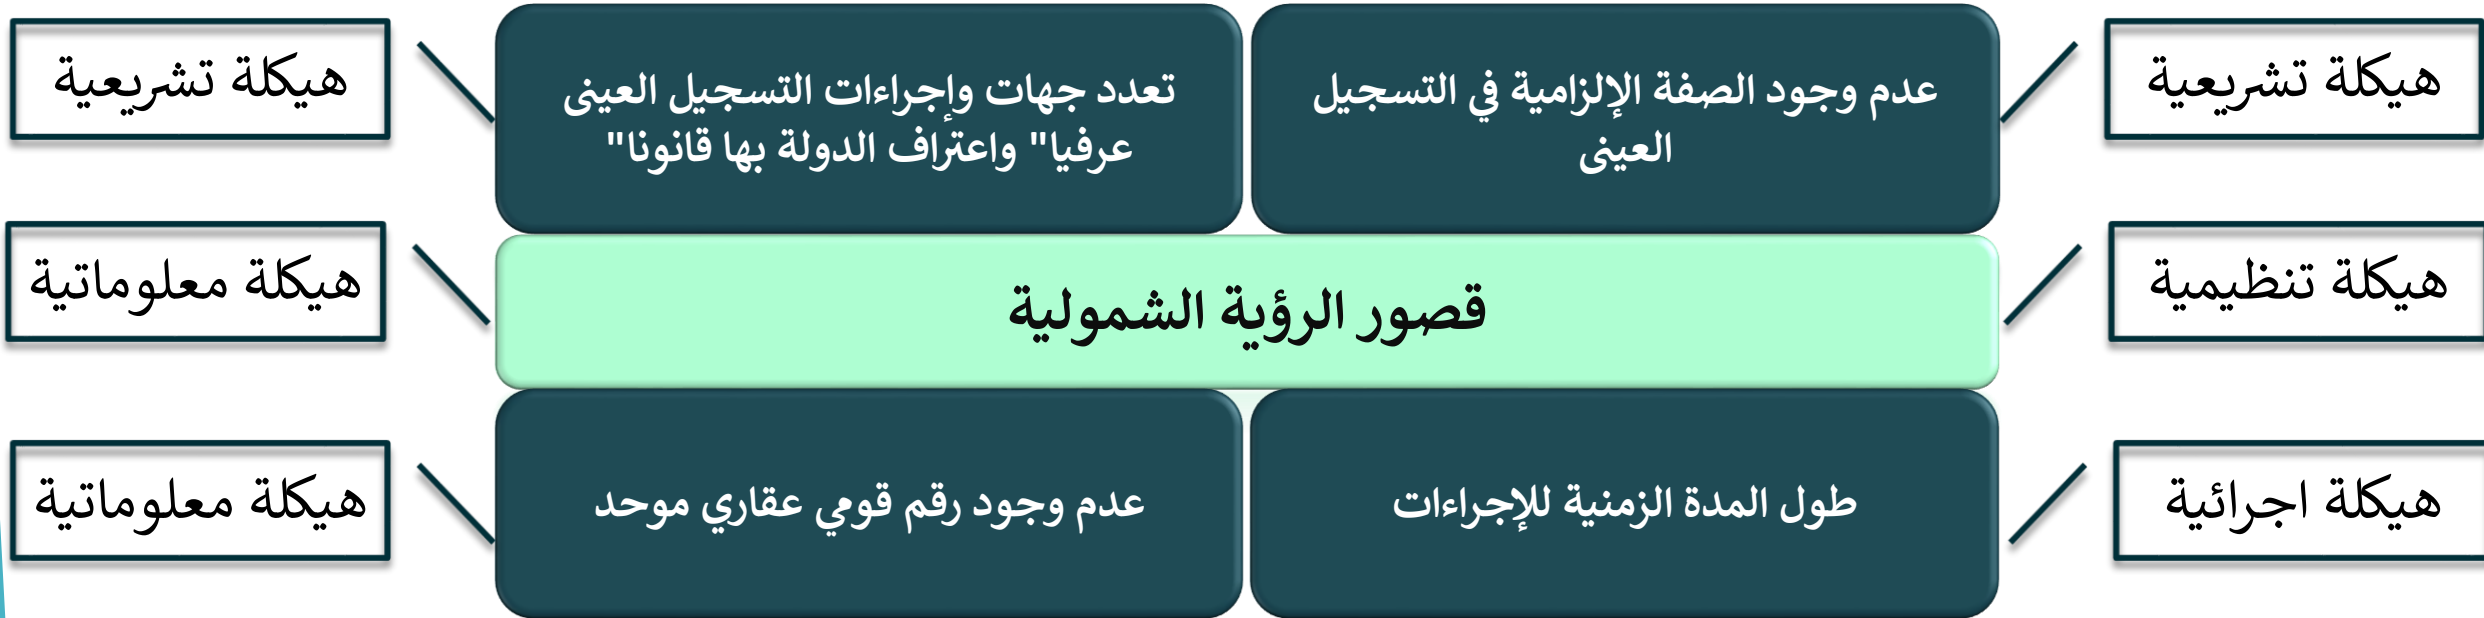 هيكلة تشريعية
عدم وجود الصفة الإلزامية في التسجيل
العينى
تعدد جهات وإجراءات التسجيل العينى
عرفيا" واعتراف الدولة بها قانونا"
هيكلة تشريعية
هيكلة تنظيمية
قصور الرؤية الشمولية
هيكلة معلوماتية
هيكلة اجرائية
طول المدة الزمنية للإجراءات
عدم وجود رقم قومي عقاري موحد
هيكلة معلوماتية